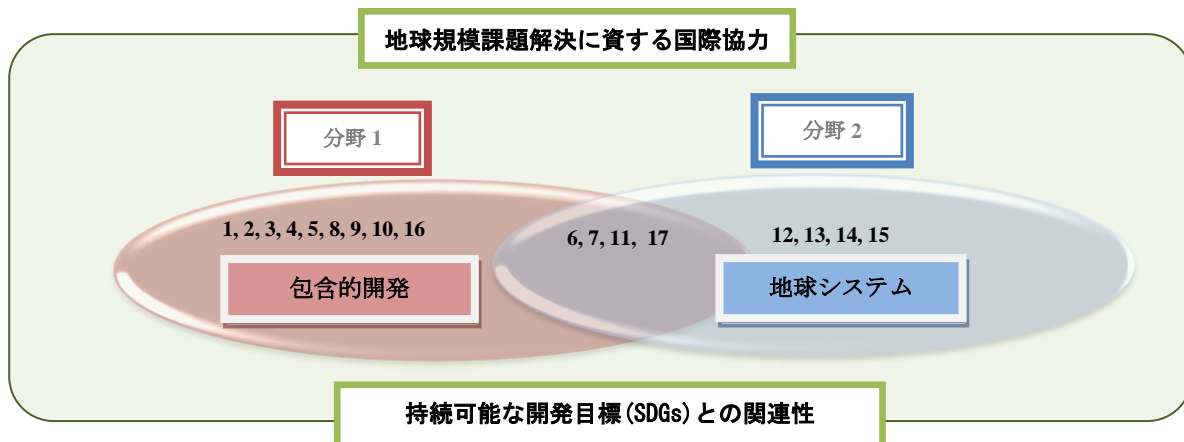 地球規模課題解決に資する国際協力
分野 1
分野 2
1, 2, 3, 4, 5, 8, 9, 10, 16
6, 7, 11, 17
12, 13, 14, 15
包含的開発
地球システム
持続可能な開発目標(SDGs)との関連性